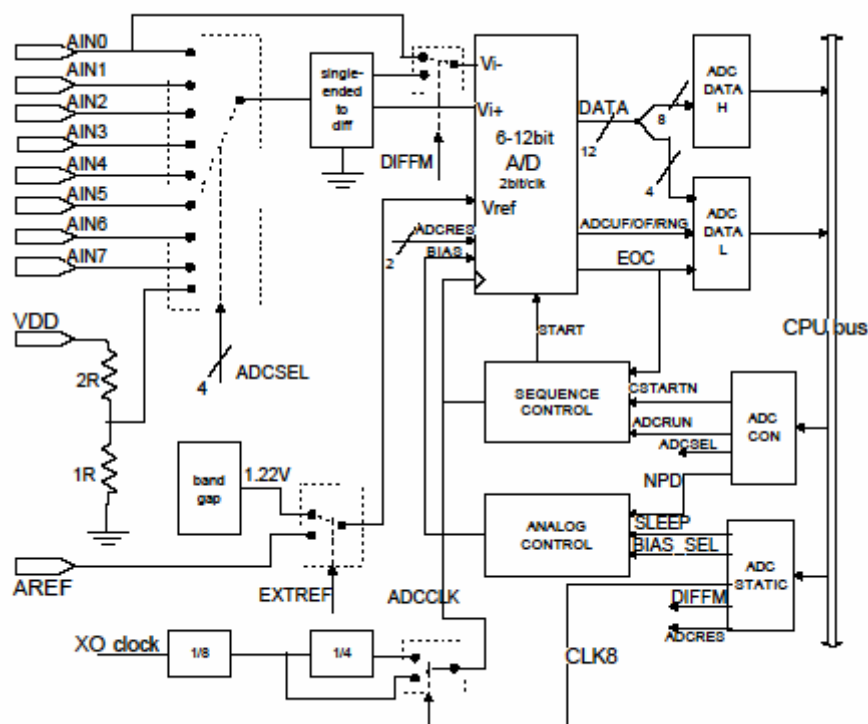 AIN0
AIN1
AIN2
AIN3
AIN4
AIN5
AIN6
AIN7
VDD
2R
1R
AREF
4
ADCSEL
single-
ended
to
diff
DIFFM
Vi-
Vi+
6-12bit
A/D
2bit/clk
Vref
ADCRES
2
BIAS
DATA
12
8
4
ADC
DATA
H
ADCUF/OF/RNG
ADC
DATA
L
EOC
START
CPU bus
SEQUENCE
CONTROL
CSTARTN
ADCRUN
ADCSEL
ADC
CON
NPD
band
gap
1.22V
EXTREF
ANALOG
CONTROL
SLEEP
BIAS_SEL
DIFFM
ADCRES
ADC
STATIC
ADCCLK
XO clock
1/8
1/4
CLK8